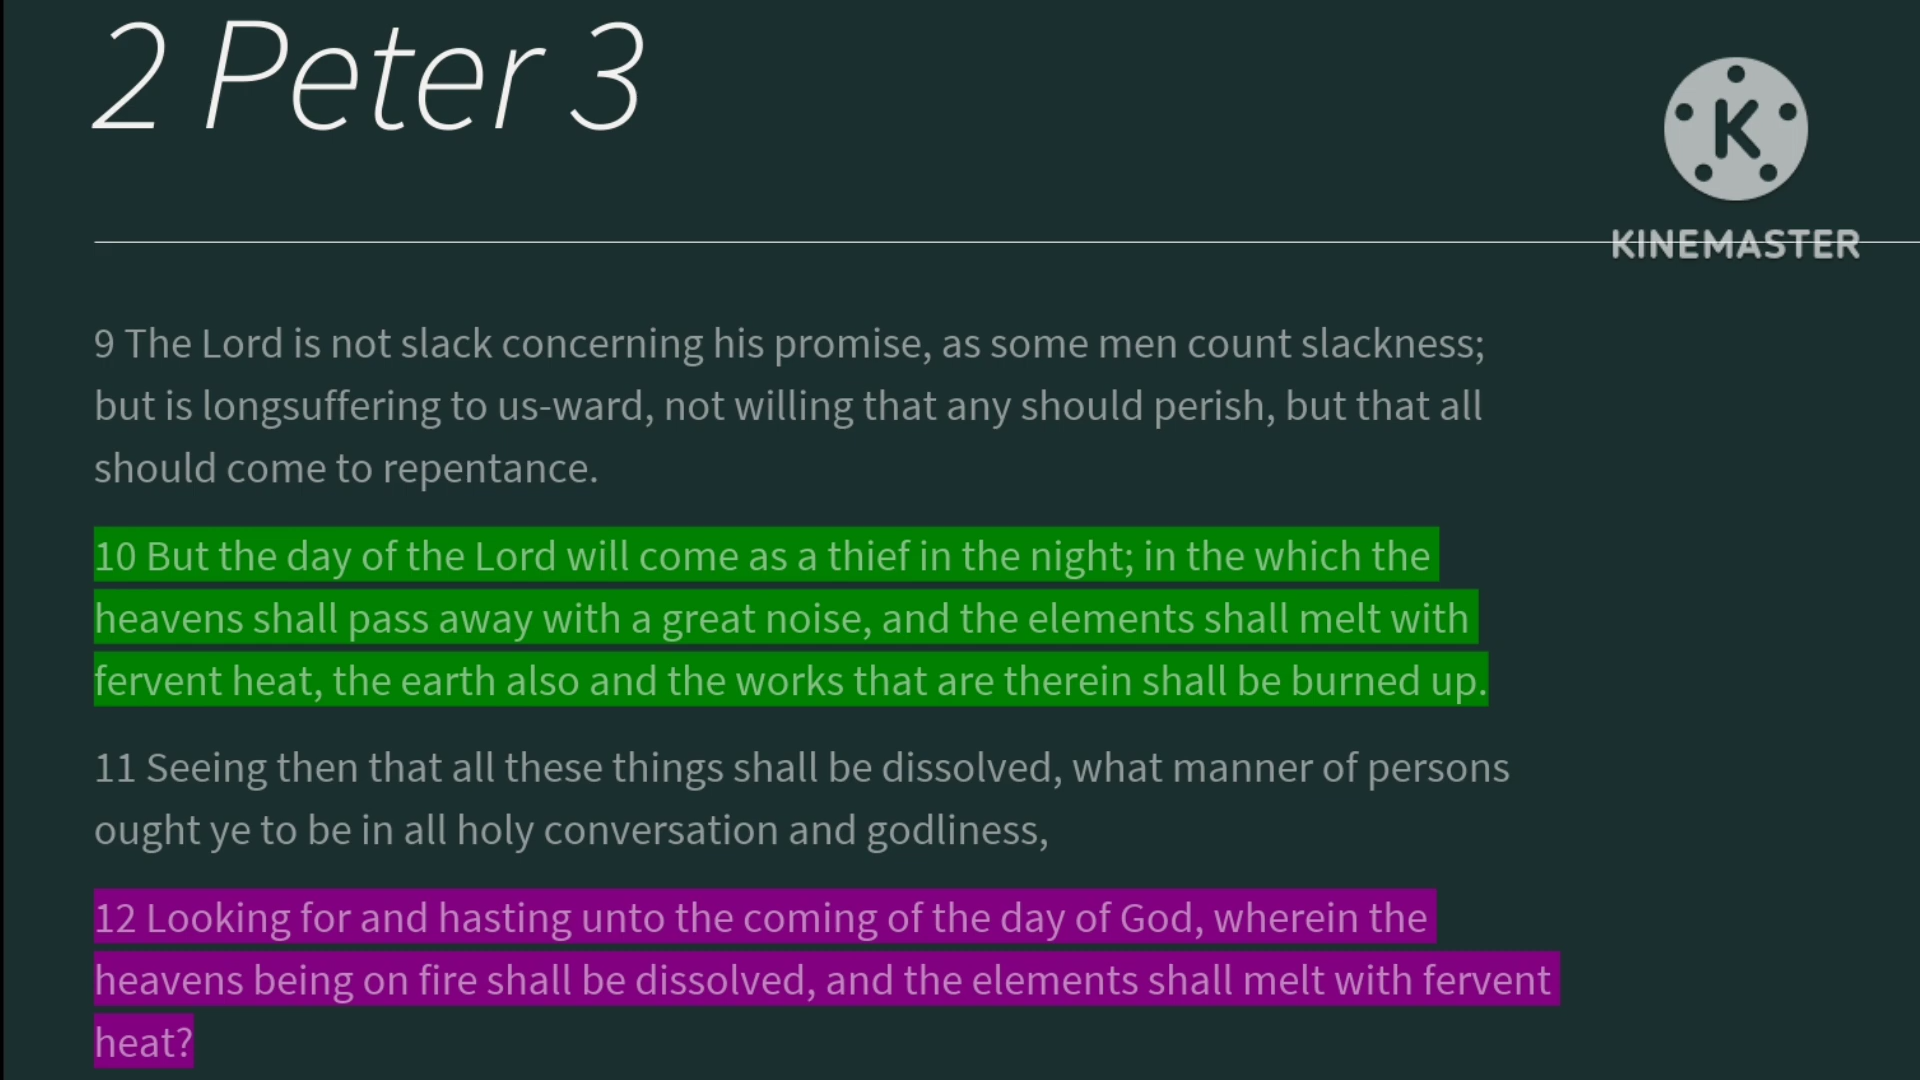 2 Peter 3
K
KINEMASTER
9 The Lord is not slack concerning his promise, as some men count slackness;
but is longsuffering to us-ward, not willing that any should perish, but that all
should come to repentance.
10 But the day of the Lord will come as a thief in the night; in the which the
heavens shall pass away with a great noise, and the elements shall melt with
fervent heat, the earth also and the works that are therein shall be burned up.
11 Seeing then that all these things shall be dissolved, what manner of persons
ought ye to be in all holy conversation and godliness,
12 Looking for and hasting unto the coming of the day of God, wherein the
heavens being on fire shall be dissolved, and the elements shall melt with fervent
heat?